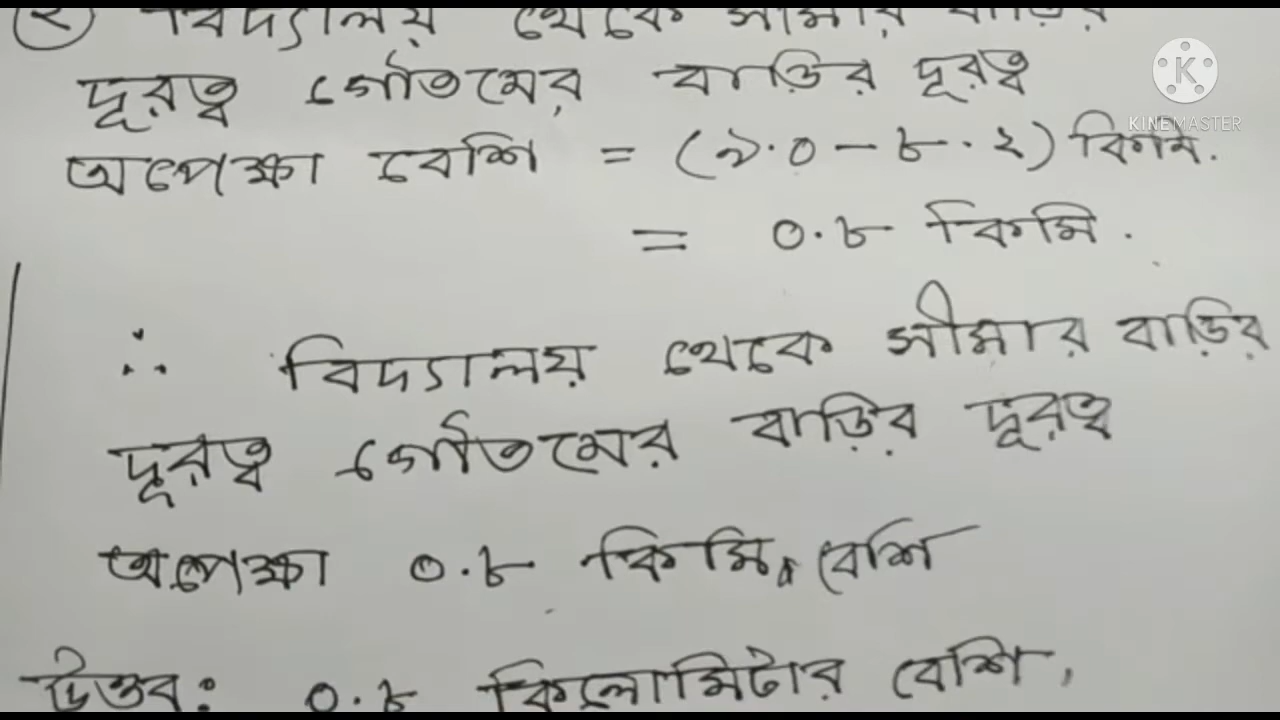 ২ বিদ্যালয় থেকে সীমার বাড়ির
দূরত্ব গৌতমের বাড়ির দূরত্ব
অপেক্ষা বেশি = (৯.০ - ৮.২) কিমি.
= ০.৮ কিমি.
∴ বিদ্যালয় থেকে সীমার বাড়ির
দূরত্ব গৌতমের বাড়ির দূরত্ব
অপেক্ষা ০.৮ কিমি. বেশি
উত্তর: ০.৮ কিলোমিটার বেশি,
K
KINEMASTER